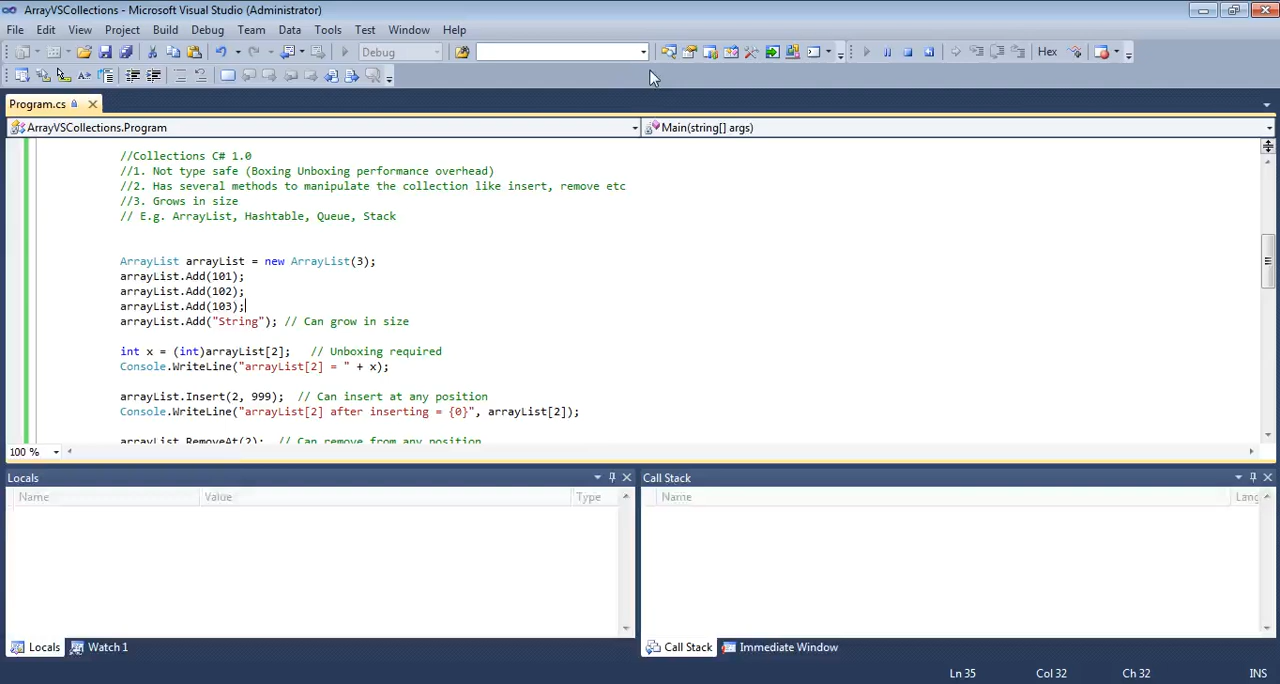 ArrayVSCollections - Microsoft Visual Studio (Administrator)
File Edit View Project Build Debug Team Data Tools Test Window Help
Debug
Hex
Program.cs
ArrayVSCollections.Program
Main(string[] args)
//Collections C# 1.0
//1. Not type safe (Boxing Unboxing performance overhead)
//2. Has several methods to manipulate the collection like insert, remove etc
//3. Grows in size
// E.g. ArrayList, Hashtable, Queue, Stack
ArrayList arrayList = new ArrayList(3);
arrayList.Add(101);
arrayList.Add(102);
arrayList.Add(103);
arrayList.Add("String"); // Can grow in size
int x = (int)arrayList[2]; // Unboxing required
Console.WriteLine("arrayList[2] = " + x);
arrayList.Insert(2, 999); // Can insert at any position
Console.WriteLine("arrayList[2] after inserting = {0}", arrayList[2]);
arrayList.RemoveAt(2); // Can remove from any position
100 %
Locals
Name Value Type
Call Stack
Name Lang
Locals Watch 1
Call Stack Immediate Window
Ln 35 Col 32 Ch 32 INS